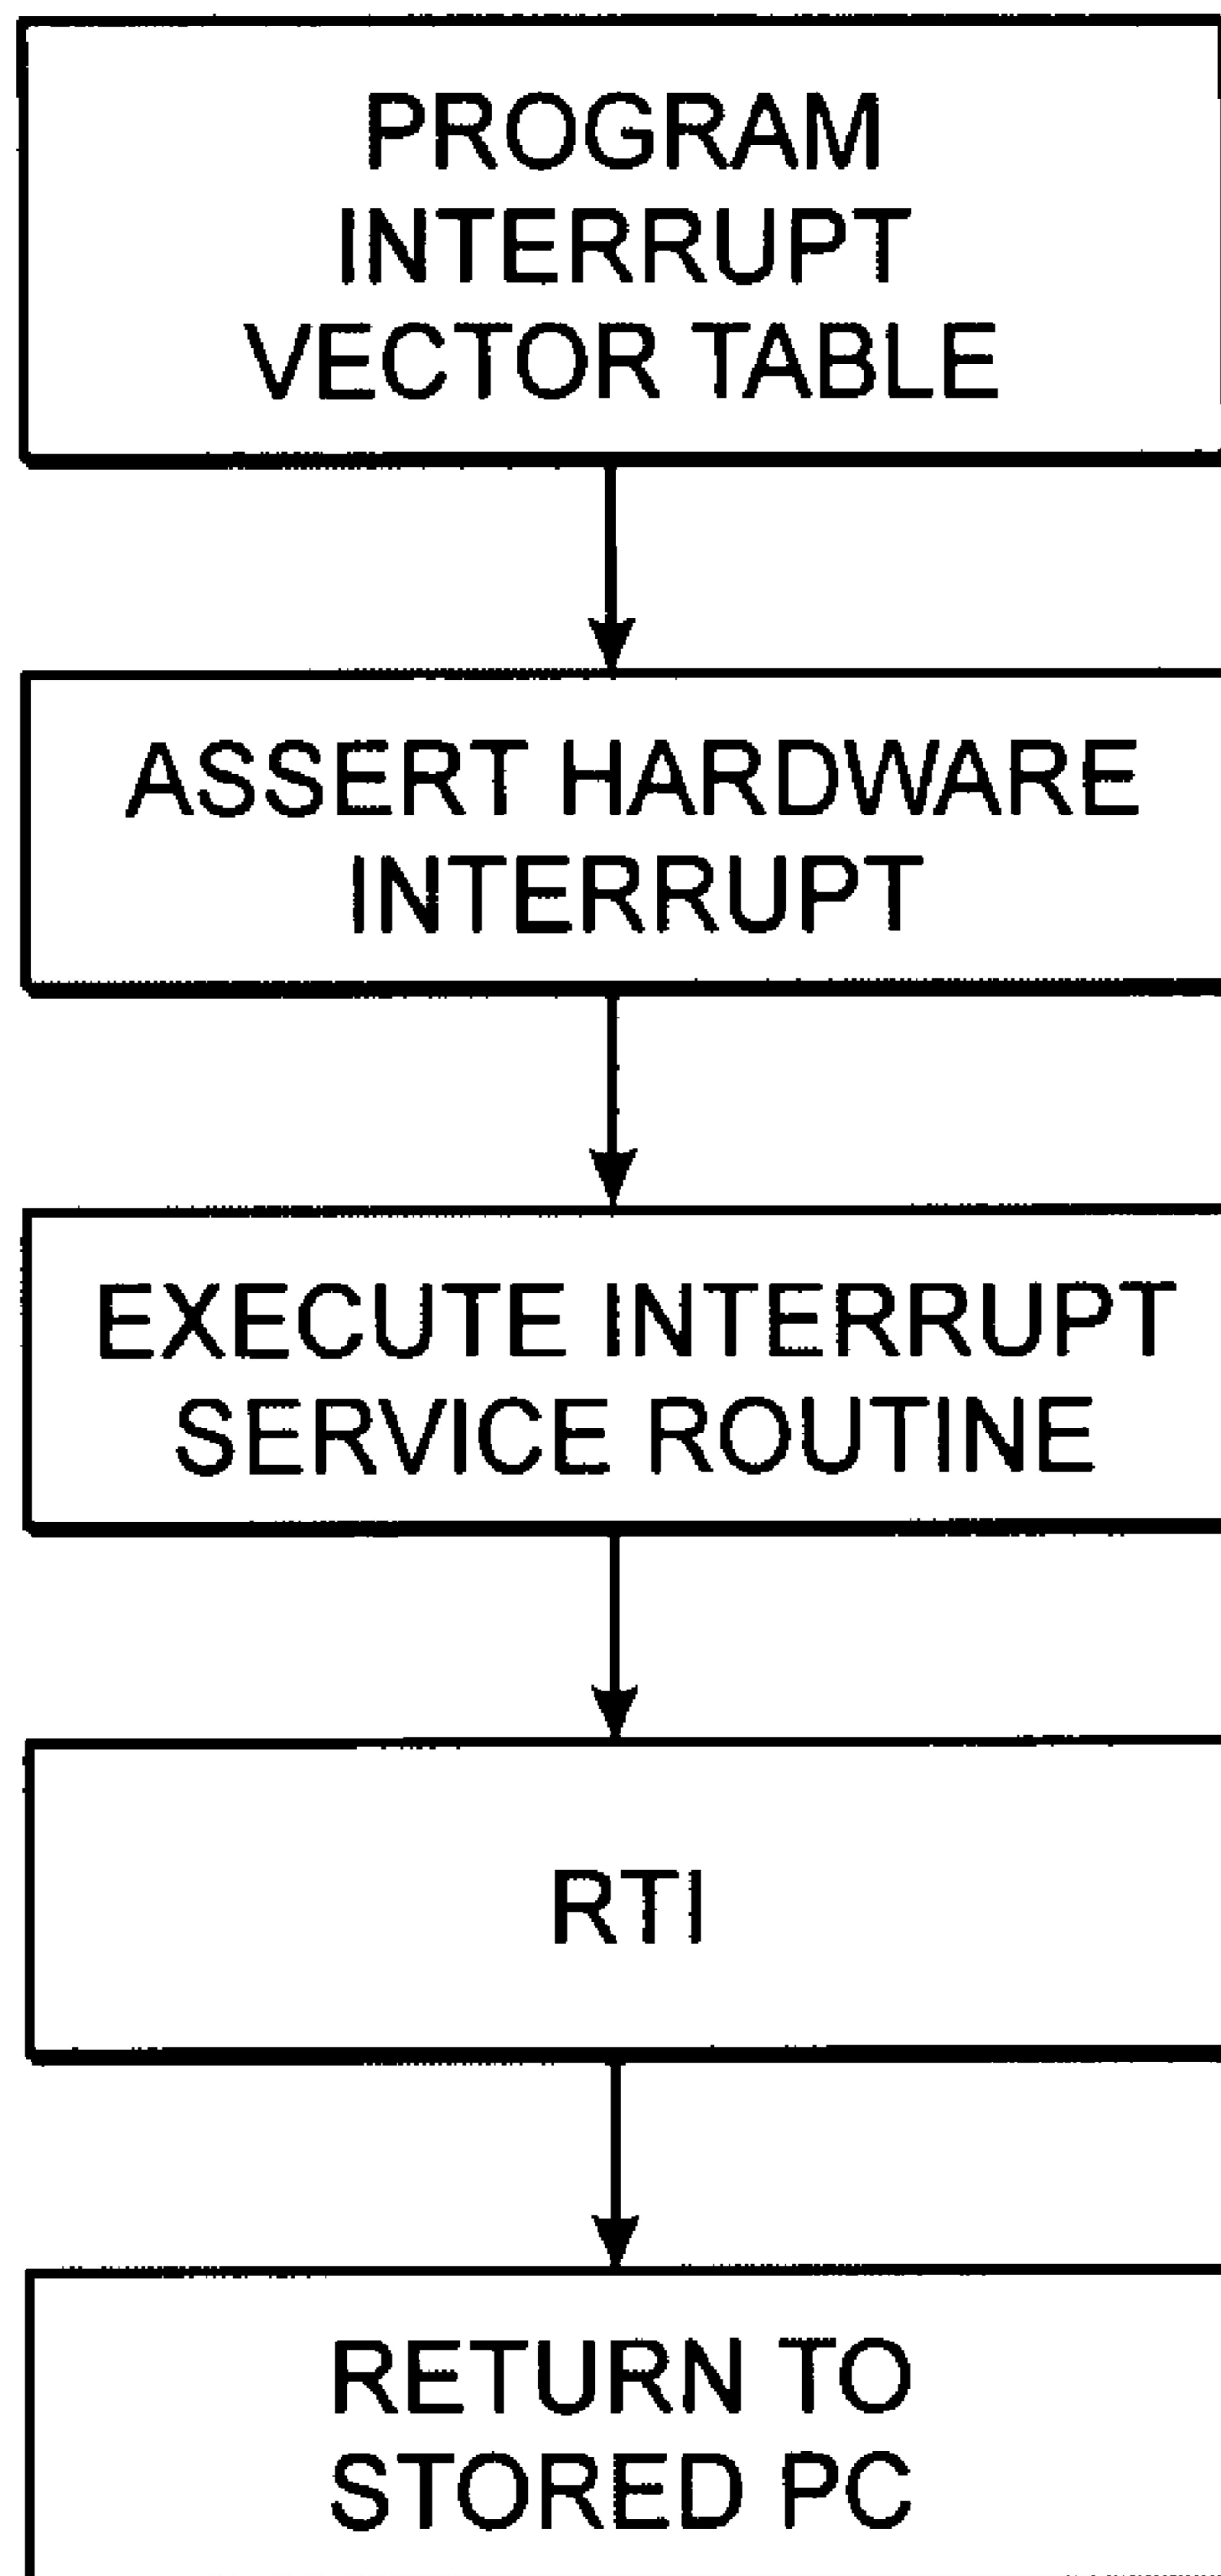 PROGRAM
INTERRUPT
VECTOR TABLE
ASSERT HARDWARE
INTERRUPT
EXECUTE INTERRUPT
SERVICE ROUTINE
RTI
RETURN TO
STORED PC